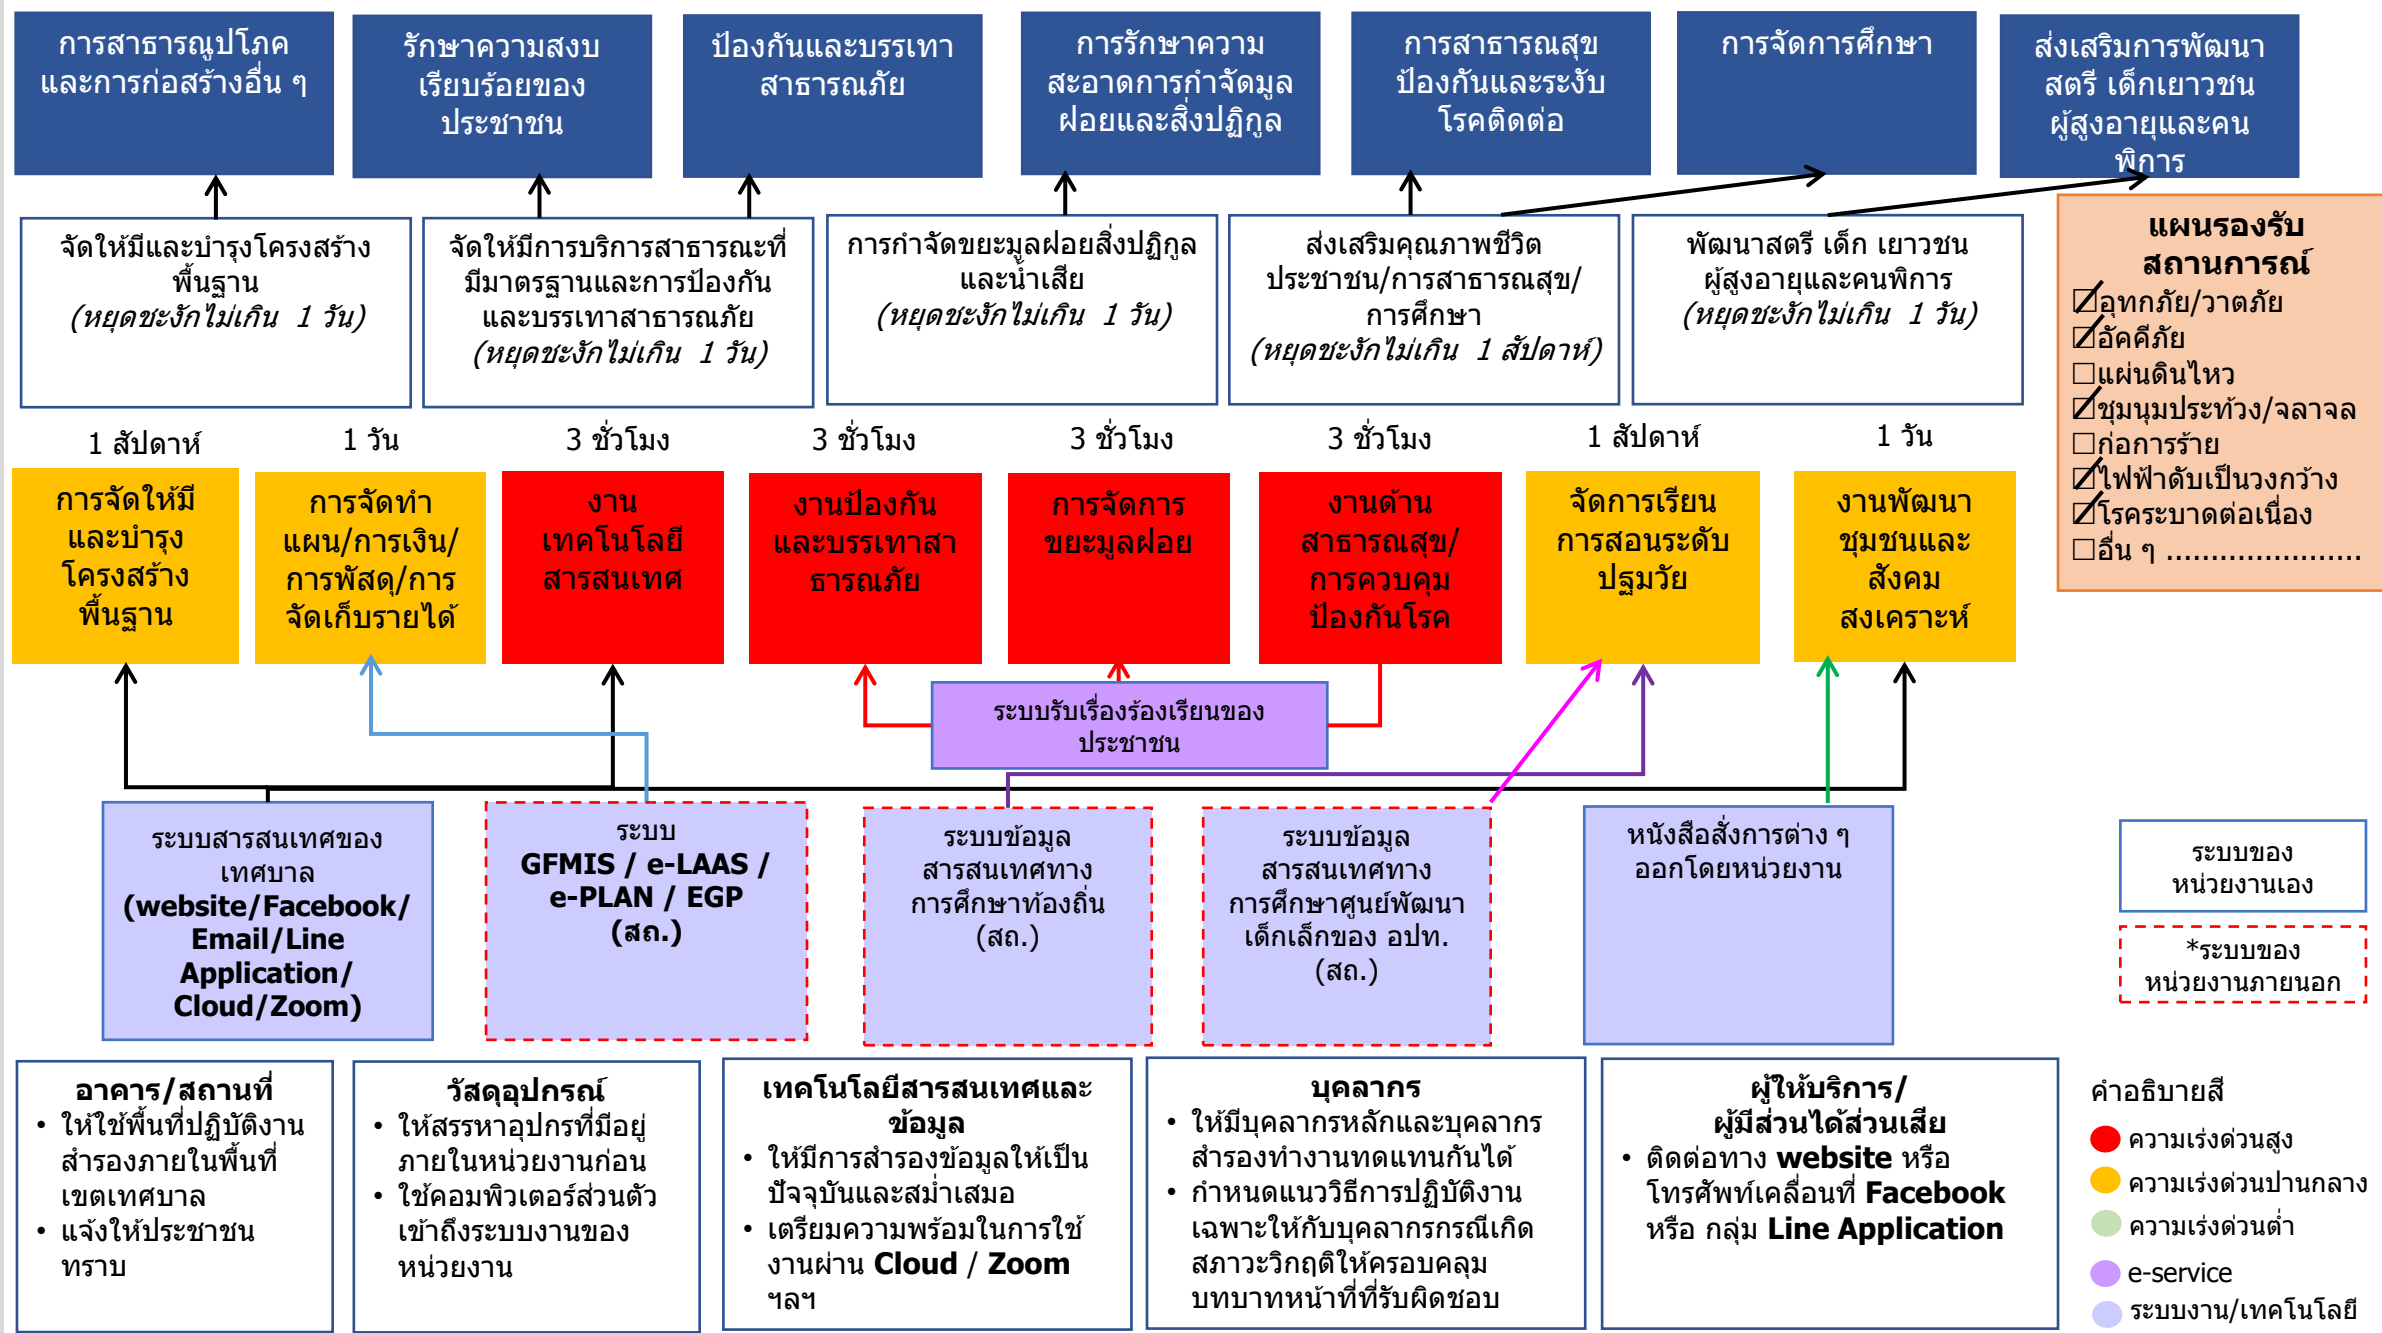 การสาธารณูปโภค
และการก่อสร้างอื่น ๆ
รักษาความสงบ
เรียบร้อยของ
ประชาชน
ป้องกันและบรรเทา
สาธารณภัย
การรักษาความ
สะอาดการกำจัดมูล
ฝอยและสิ่งปฏิกูล
การสาธารณสุข
ป้องกันและระงับ
โรคติดต่อ
การจัดการศึกษา
ส่งเสริมการพัฒนา
สตรี เด็กเยาวชน
ผู้สูงอายุและคน
พิการ
จัดให้มีและบำรุงโครงสร้าง
พื้นฐาน
(หยุดชะงักไม่เกิน 1 วัน)
จัดให้มีการบริการสาธารณะที่
มีมาตรฐานและการป้องกัน
และบรรเทาสาธารณภัย
(หยุดชะงักไม่เกิน 1 วัน)
การกำจัดขยะมูลฝอยสิ่งปฏิกูล
และน้ำเสีย
(หยุดชะงักไม่เกิน 1 วัน)
ส่งเสริมคุณภาพชีวิต
ประชาชน/การสาธารณสุข/
การศึกษา
(หยุดชะงักไม่เกิน 1 สัปดาห์)
พัฒนาสตรี เด็ก เยาวชน
ผู้สูงอายุและคนพิการ
(หยุดชะงักไม่เกิน 1 วัน)
แผนรองรับ
สถานการณ์
☐อุทกภัย/วาตภัย
☐อัคคีภัย
☐แผ่นดินไหว
☐ชุมนุมประท้วง/จลาจล
☐ก่อการร้าย
☐ไฟฟ้าดับเป็นวงกว้าง
☐โรคระบาดต่อเนื่อง
☐อื่น ๆ ......................
1 สัปดาห์
1 วัน
3 ชั่วโมง
3 ชั่วโมง
3 ชั่วโมง
3 ชั่วโมง
1 สัปดาห์
1 วัน
การจัดให้มี
และบำรุง
โครงสร้าง
พื้นฐาน
การจัดทำ
แผน/การเงิน/
การพัสดุ/การ
จัดเก็บรายได้
งาน
เทคโนโลยี
สารสนเทศ
งานป้องกัน
และบรรเทาสา
ธารณภัย
การจัดการ
ขยะมูลฝอย
งานด้าน
สาธารณสุข/
การควบคุม
ป้องกันโรค
จัดการเรียน
การสอนระดับ
ปฐมวัย
งานพัฒนา
ชุมชนและ
สังคม
สงเคราะห์
ระบบรับเรื่องร้องเรียนของ
ประชาชน
ระบบสารสนเทศของ
เทศบาล
(website/Facebook/
Email/Line
Application/
Cloud/Zoom)
ระบบ
GFMIS / e-LAAS /
e-PLAN / EGP
(สถ.)
ระบบข้อมูล
สารสนเทศทาง
การศึกษาท้องถิ่น
(สถ.)
ระบบข้อมูล
สารสนเทศทาง
การศึกษาศูนย์พัฒนา
เด็กเล็กของ อปท.
(สถ.)
หนังสือสั่งการต่าง ๆ
ออกโดยหน่วยงาน
ระบบของ
หน่วยงานเอง
*ระบบของ
หน่วยงานภายนอก
อาคาร/สถานที่
• ให้ใช้พื้นที่ปฏิบัติงาน
สำรองภายในพื้นที่
เขตเทศบาล
• แจ้งให้ประชาชน
ทราบ
วัสดุอุปกรณ์
• ให้สรรหาอุปกรที่มีอยู่
ภายในหน่วยงานก่อน
• ใช้คอมพิวเตอร์ส่วนตัว
เข้าถึงระบบงานของ
หน่วยงาน
เทคโนโลยีสารสนเทศและ
ข้อมูล
• ให้มีการสำรองข้อมูลให้เป็น
ปัจจุบันและสม่ำเสมอ
• เตรียมความพร้อมในการใช้
งานผ่าน Cloud / Zoom
ฯลฯ
บุคลากร
• ให้มีบุคลากรหลักและบุคลากร
สำรองทำงานทดแทนกันได้
• กำหนดแนววิธีการปฏิบัติงาน
เฉพาะให้กับบุคลากรกรณีเกิด
สภาวะวิกฤติให้ครอบคลุม
บทบาทหน้าที่ที่รับผิดชอบ
ผู้ให้บริการ/
ผู้มีส่วนได้ส่วนเสีย
• ติดต่อทาง website หรือ
โทรศัพท์เคลื่อนที่ Facebook
หรือ กลุ่ม Line Application
คำอธิบายสี
ความเร่งด่วนสูง
ความเร่งด่วนปานกลาง
ความเร่งด่วนต่ำ
e-service
ระบบงาน/เทคโนโลยี